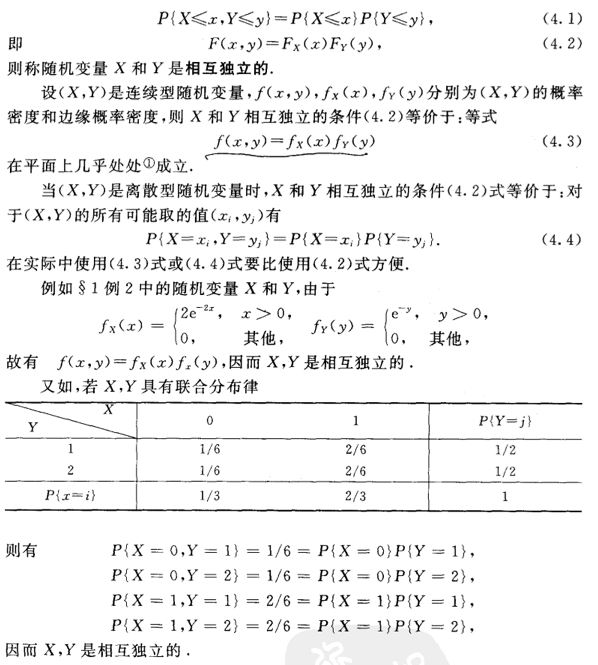 P{X≤x,Y≤y}=P{X≤x}P{Y≤y}, (4.1)
即 F(x,y)=F_X(x)F_Y(y), (4.2)
则称随机变量 X 和 Y 是相互独立的.
设(X,Y)是连续型随机变量,f(x,y),f_X(x),f_Y(y)分别为(X,Y)的概率
密度和边缘概率密度,则 X 和 Y 相互独立的条件(4.2)等价于:等式
f(x,y)=f_X(x)f_Y(y) (4.3)
在平面上几乎处处①成立.
当(X,Y)是离散型随机变量时,X 和 Y 相互独立的条件(4.2)式等价于:对
于(X,Y)的所有可能取的值(x_i,y_j)有
P{X=x_i,Y=y_j}=P{X=x_i}P{Y=y_j}. (4.4)
在实际中使用(4.3)式或(4.4)式要比使用(4.2)式方便.
例如§1例2中的随机变量 X 和 Y,由于
f_X(x) = {2e^{-2x}, x>0, f_Y(y) = {e^{-y}, y>0,
0, 其他, 0, 其他,
故有 f(x,y)=f_X(x)f_x(y),因而 X,Y 是相互独立的.
又如,若 X,Y 具有联合分布律
Y X 0 1 P{Y=j}
1 1/6 2/6 1/2
2 1/6 2/6 1/2
P{x=i} 1/3 2/3 1
则有 P{X = 0,Y = 1} = 1/6 = P{X = 0}P{Y = 1},
P{X = 0,Y = 2} = 1/6 = P{X = 0}P{Y = 2},
P{X = 1,Y = 1} = 2/6 = P{X = 1}P{Y = 1},
P{X = 1,Y = 2} = 2/6 = P{X = 1}P{Y = 2},
因而 X,Y 是相互独立的.